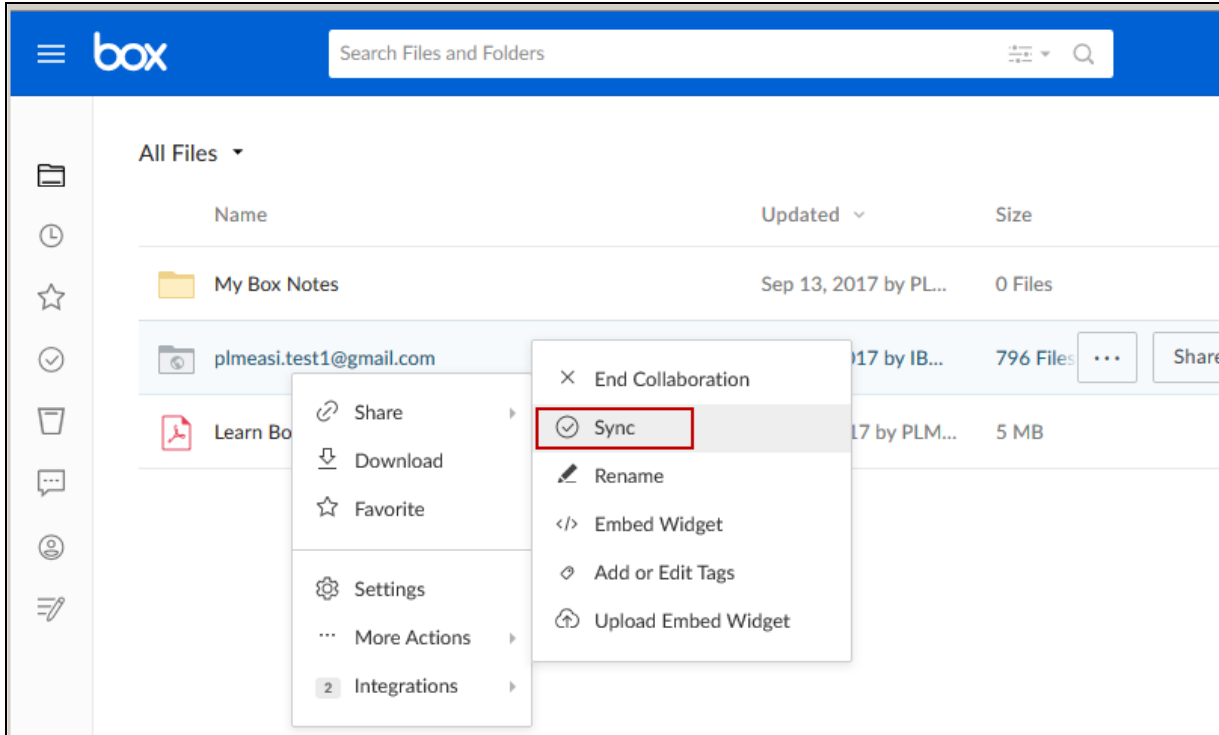 box Search Files and Folders
All Files
Name Updated Size
My Box Notes Sep 13, 2017 by PL... 0 Files
plmeasi.test1@gmail.com 017 by IB... 796 Files ... Share
Learn Bo 17 by PLM... 5 MB
Share
Download
Favorite
Settings
More Actions
2 Integrations
End Collaboration
Sync
Rename
</> Embed Widget
Add or Edit Tags
Upload Embed Widget